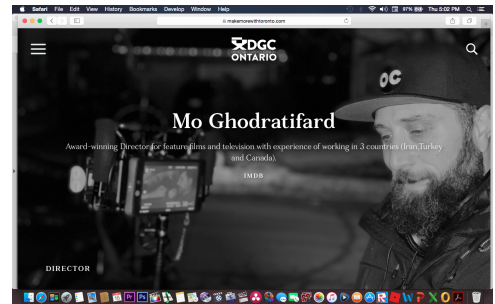 Safari File Edit View History Bookmarks Develop Window Help
97% Thu 5:02 PM
makemorewithtoronto.com
DGC
ONTARIO
OC
Mo Ghodratifard
Award-winning Director for feature films and television with experience of working in 3 countries (Iran,Turkey
and Canada).
IMDB
DIRECTOR